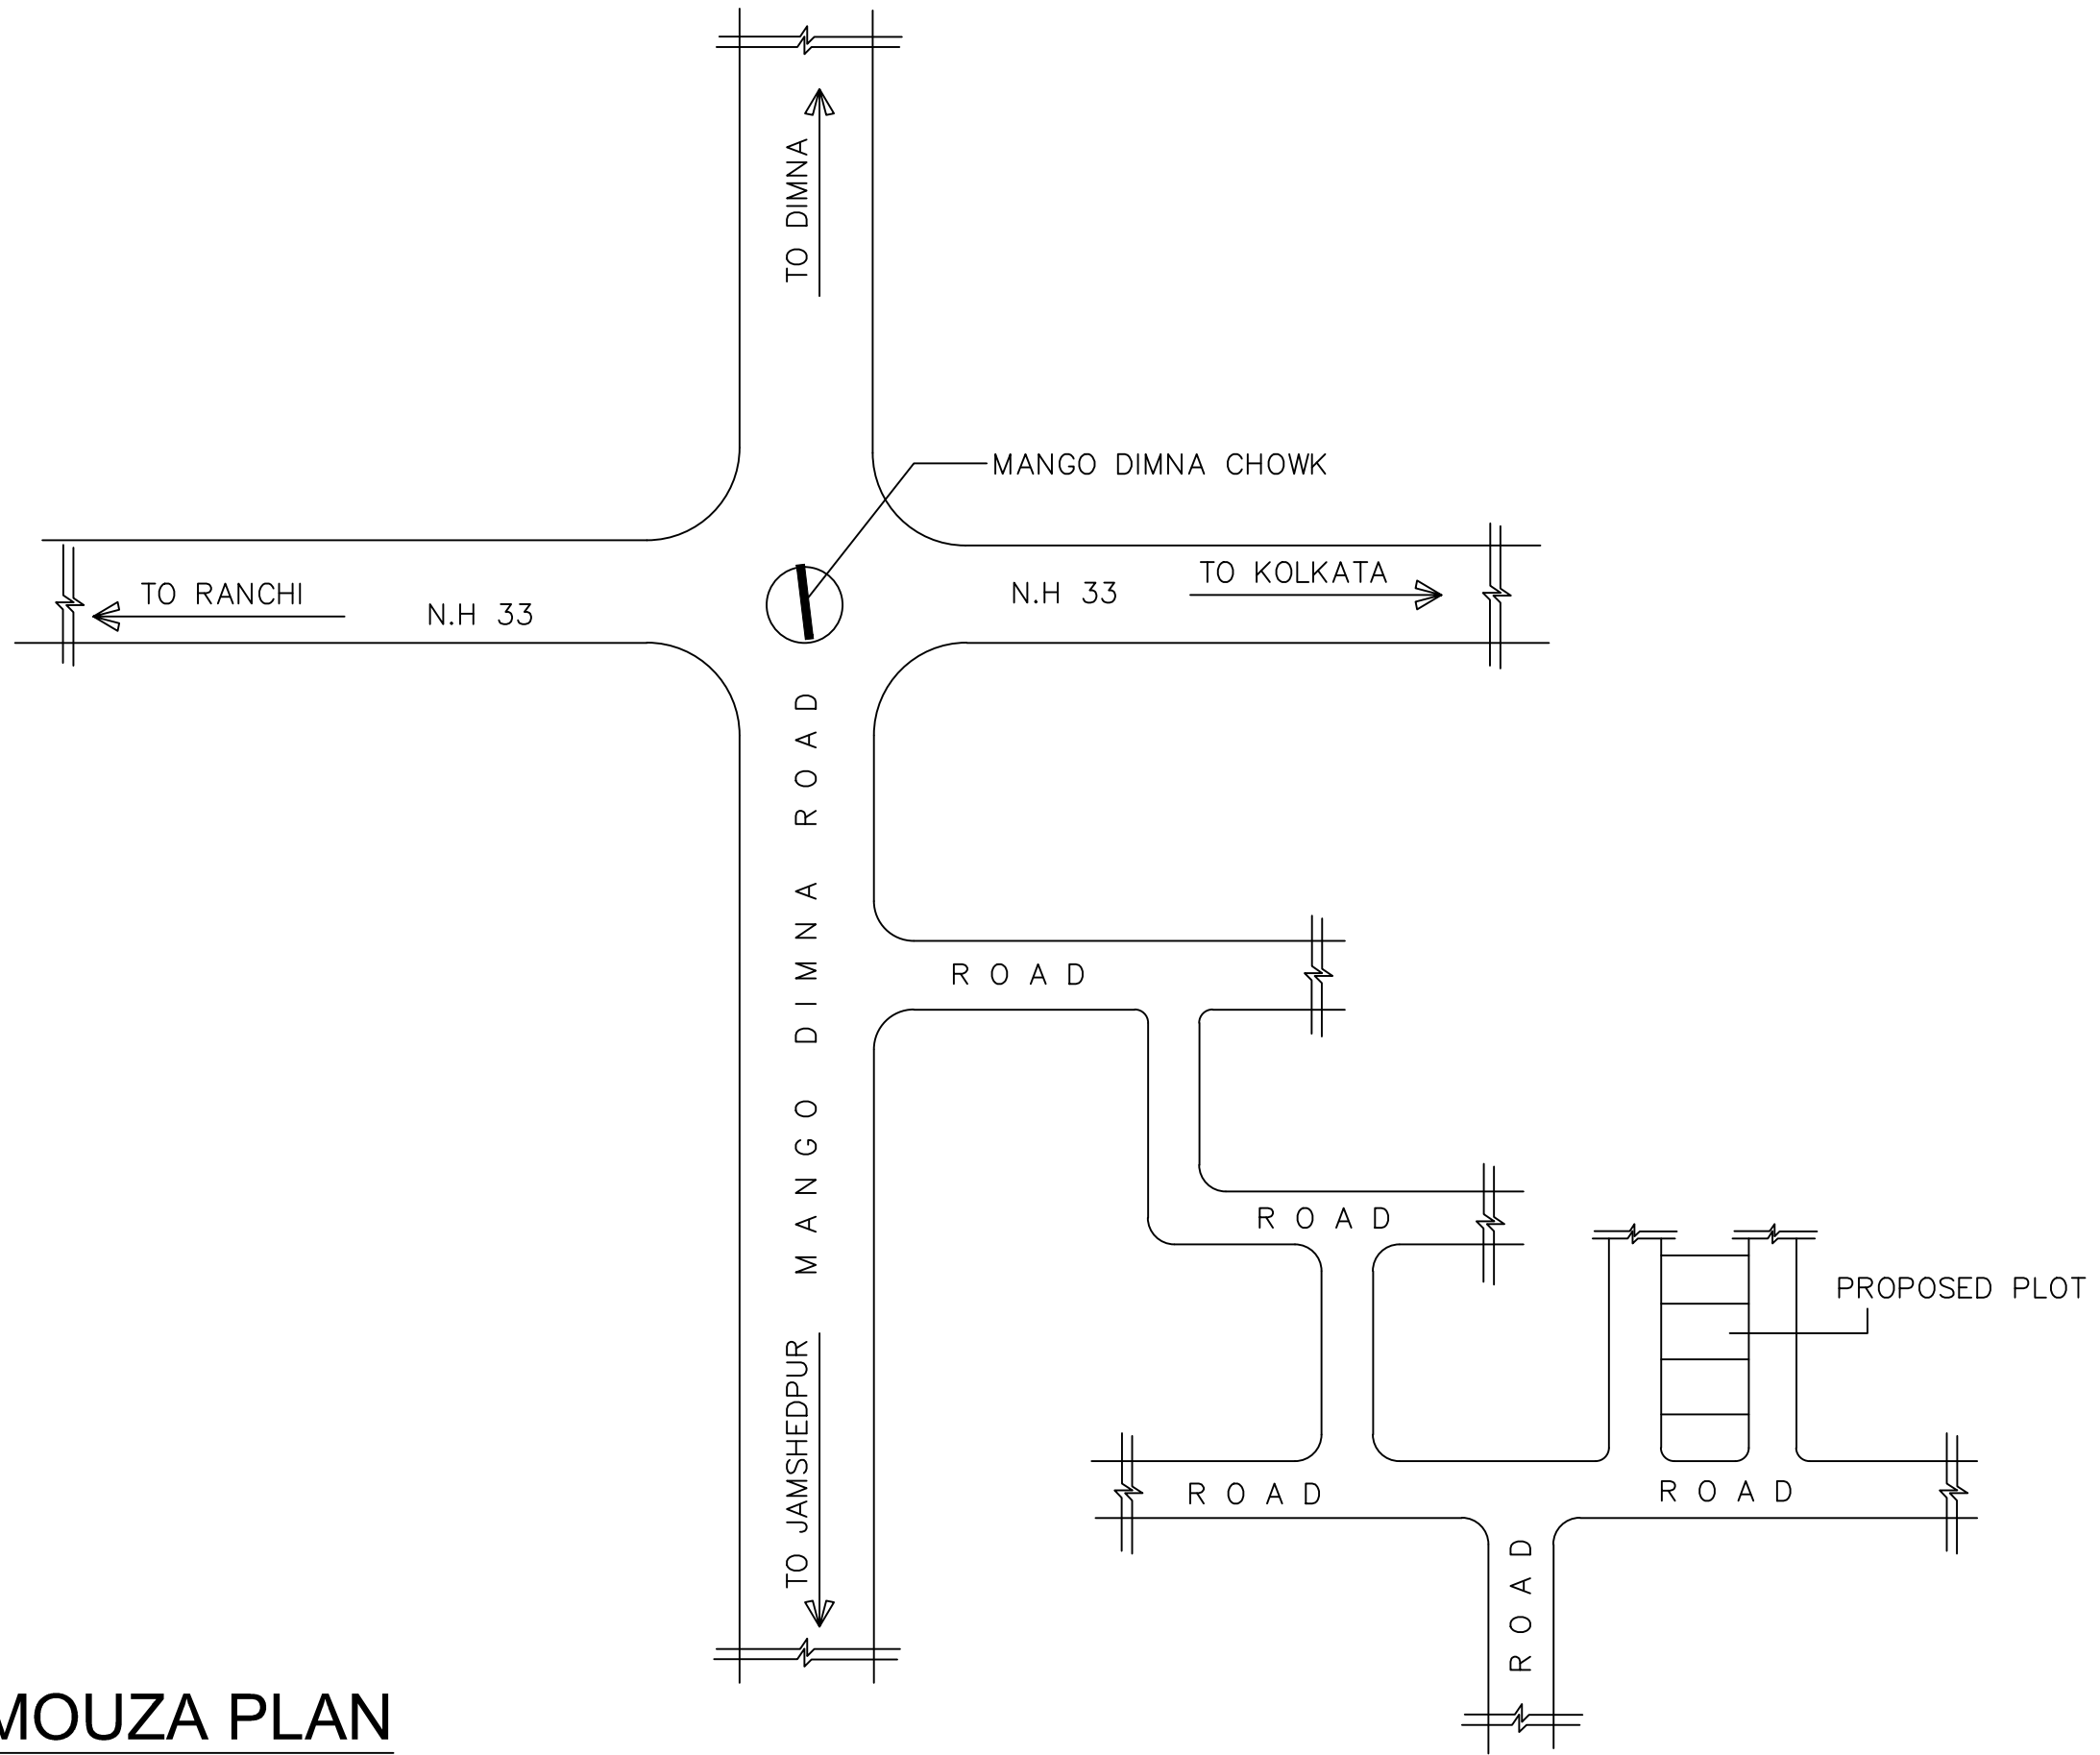 TO DIMNA
MANGO DIMNA CHOWK
TO RANCHI
N.H 33
N.H 33
TO KOLKATA
MANGO DIMNA ROAD
ROAD
ROAD
PROPOSED PLOT
TO JAMSHEDPUR
ROAD
ROAD
ROAD
MOUZA PLAN